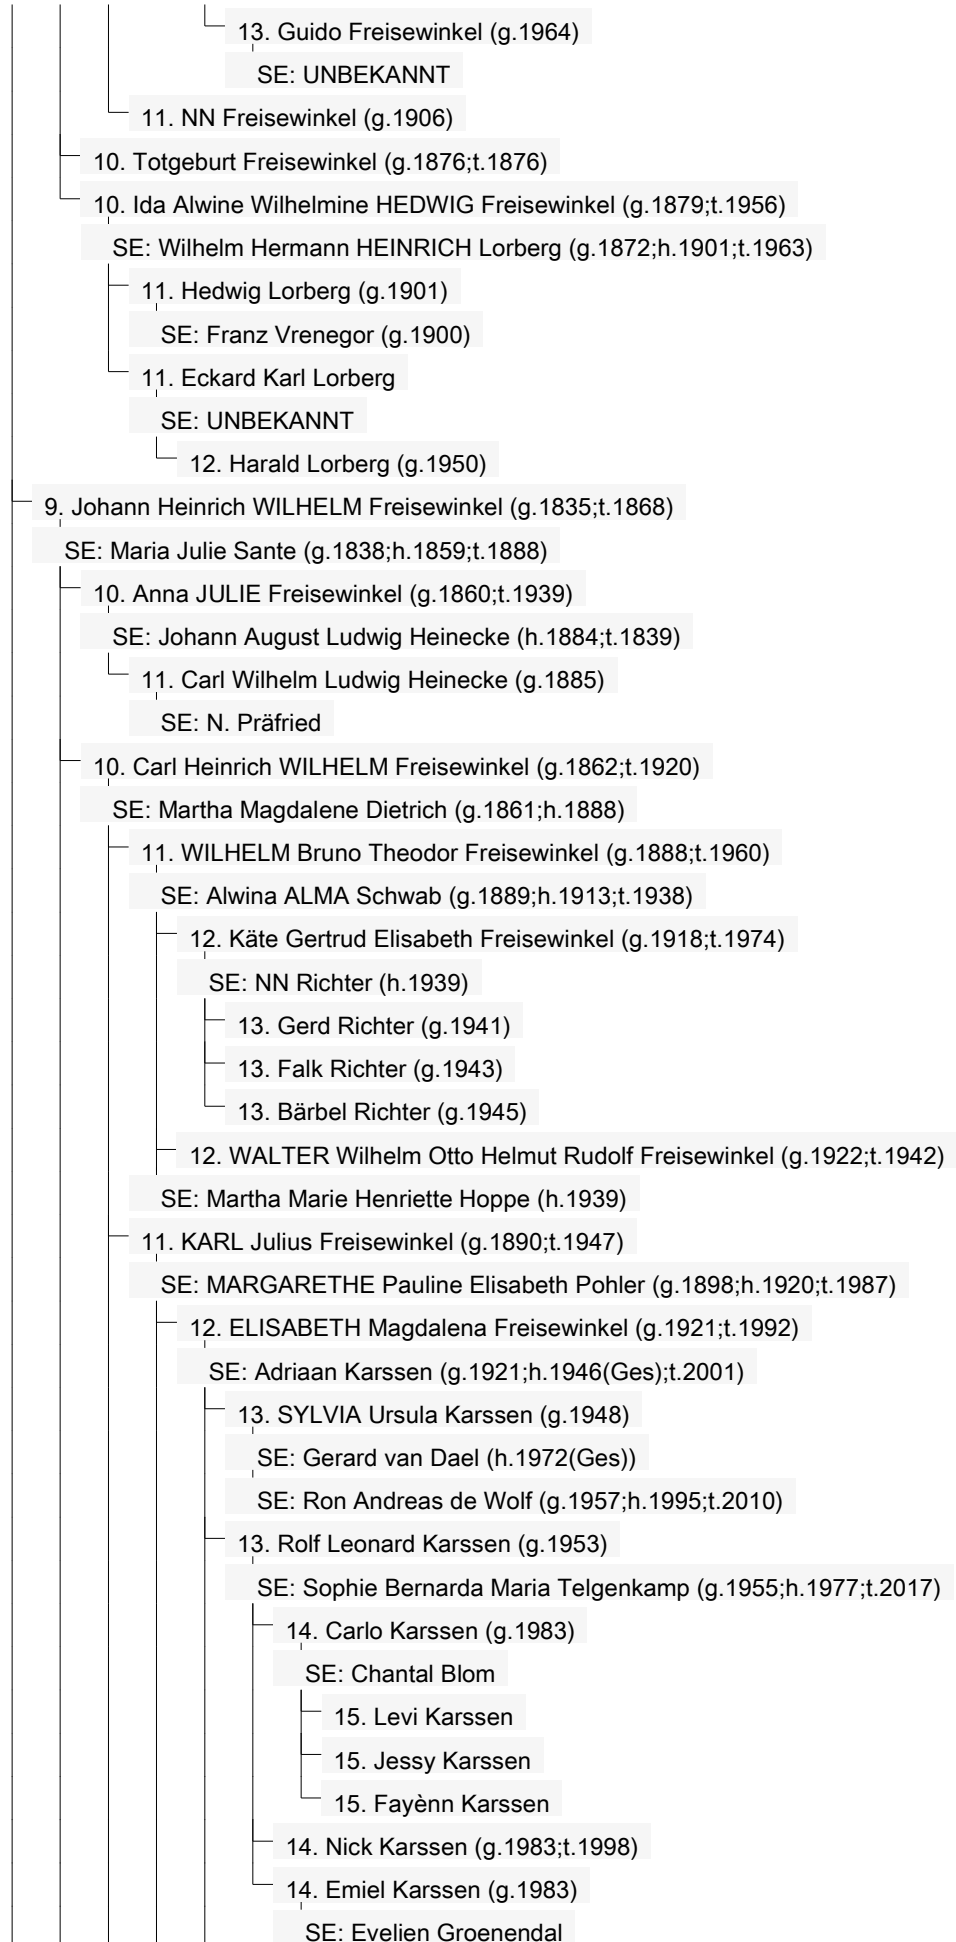 13. Guido Freisewinkel (g.1964)
SE: UNBEKANNT
11. NN Freisewinkel (g.1906)
10. Totgeburt Freisewinkel (g.1876;t.1876)
10. Ida Alwine Wilhelmine HEDWIG Freisewinkel (g.1879;t.1956)
SE: Wilhelm Hermann HEINRICH Lorberg (g.1872;h.1901;t.1963)
11. Hedwig Lorberg (g.1901)
SE: Franz Vrenegor (g.1900)
11. Eckard Karl Lorberg
SE: UNBEKANNT
12. Harald Lorberg (g.1950)
9. Johann Heinrich WILHELM Freisewinkel (g.1835;t.1868)
SE: Maria Julie Sante (g.1838;h.1859;t.1888)
10. Anna JULIE Freisewinkel (g.1860;t.1939)
SE: Johann August Ludwig Heinecke (h.1884;t.1839)
11. Carl Wilhelm Ludwig Heinecke (g.1885)
SE: N. Präfried
10. Carl Heinrich WILHELM Freisewinkel (g.1862;t.1920)
SE: Martha Magdalene Dietrich (g.1861;h.1888)
11. WILHELM Bruno Theodor Freisewinkel (g.1888;t.1960)
SE: Alwina ALMA Schwab (g.1889;h.1913;t.1938)
12. Käte Gertrud Elisabeth Freisewinkel (g.1918;t.1974)
SE: NN Richter (h.1939)
13. Gerd Richter (g.1941)
13. Falk Richter (g.1943)
13. Bärbel Richter (g.1945)
12. WALTER Wilhelm Otto Helmut Rudolf Freisewinkel (g.1922;t.1942)
SE: Martha Marie Henriette Hoppe (h.1939)
11. KARL Julius Freisewinkel (g.1890;t.1947)
SE: MARGARETHE Pauline Elisabeth Pohler (g.1898;h.1920;t.1987)
12. ELISABETH Magdalena Freisewinkel (g.1921;t.1992)
SE: Adriaan Karssen (g.1921;h.1946(Ges);t.2001)
13. SYLVIA Ursula Karssen (g.1948)
SE: Gerard van Dael (h.1972(Ges))
SE: Ron Andreas de Wolf (g.1957;h.1995;t.2010)
13. Rolf Leonard Karssen (g.1953)
SE: Sophie Bernarda Maria Telgenkamp (g.1955;h.1977;t.2017)
14. Carlo Karssen (g.1983)
SE: Chantal Blom
15. Levi Karssen
15. Jessy Karssen
15. Fayènn Karssen
14. Nick Karssen (g.1983;t.1998)
14. Emiel Karssen (g.1983)
SE: Evelien Groenendal